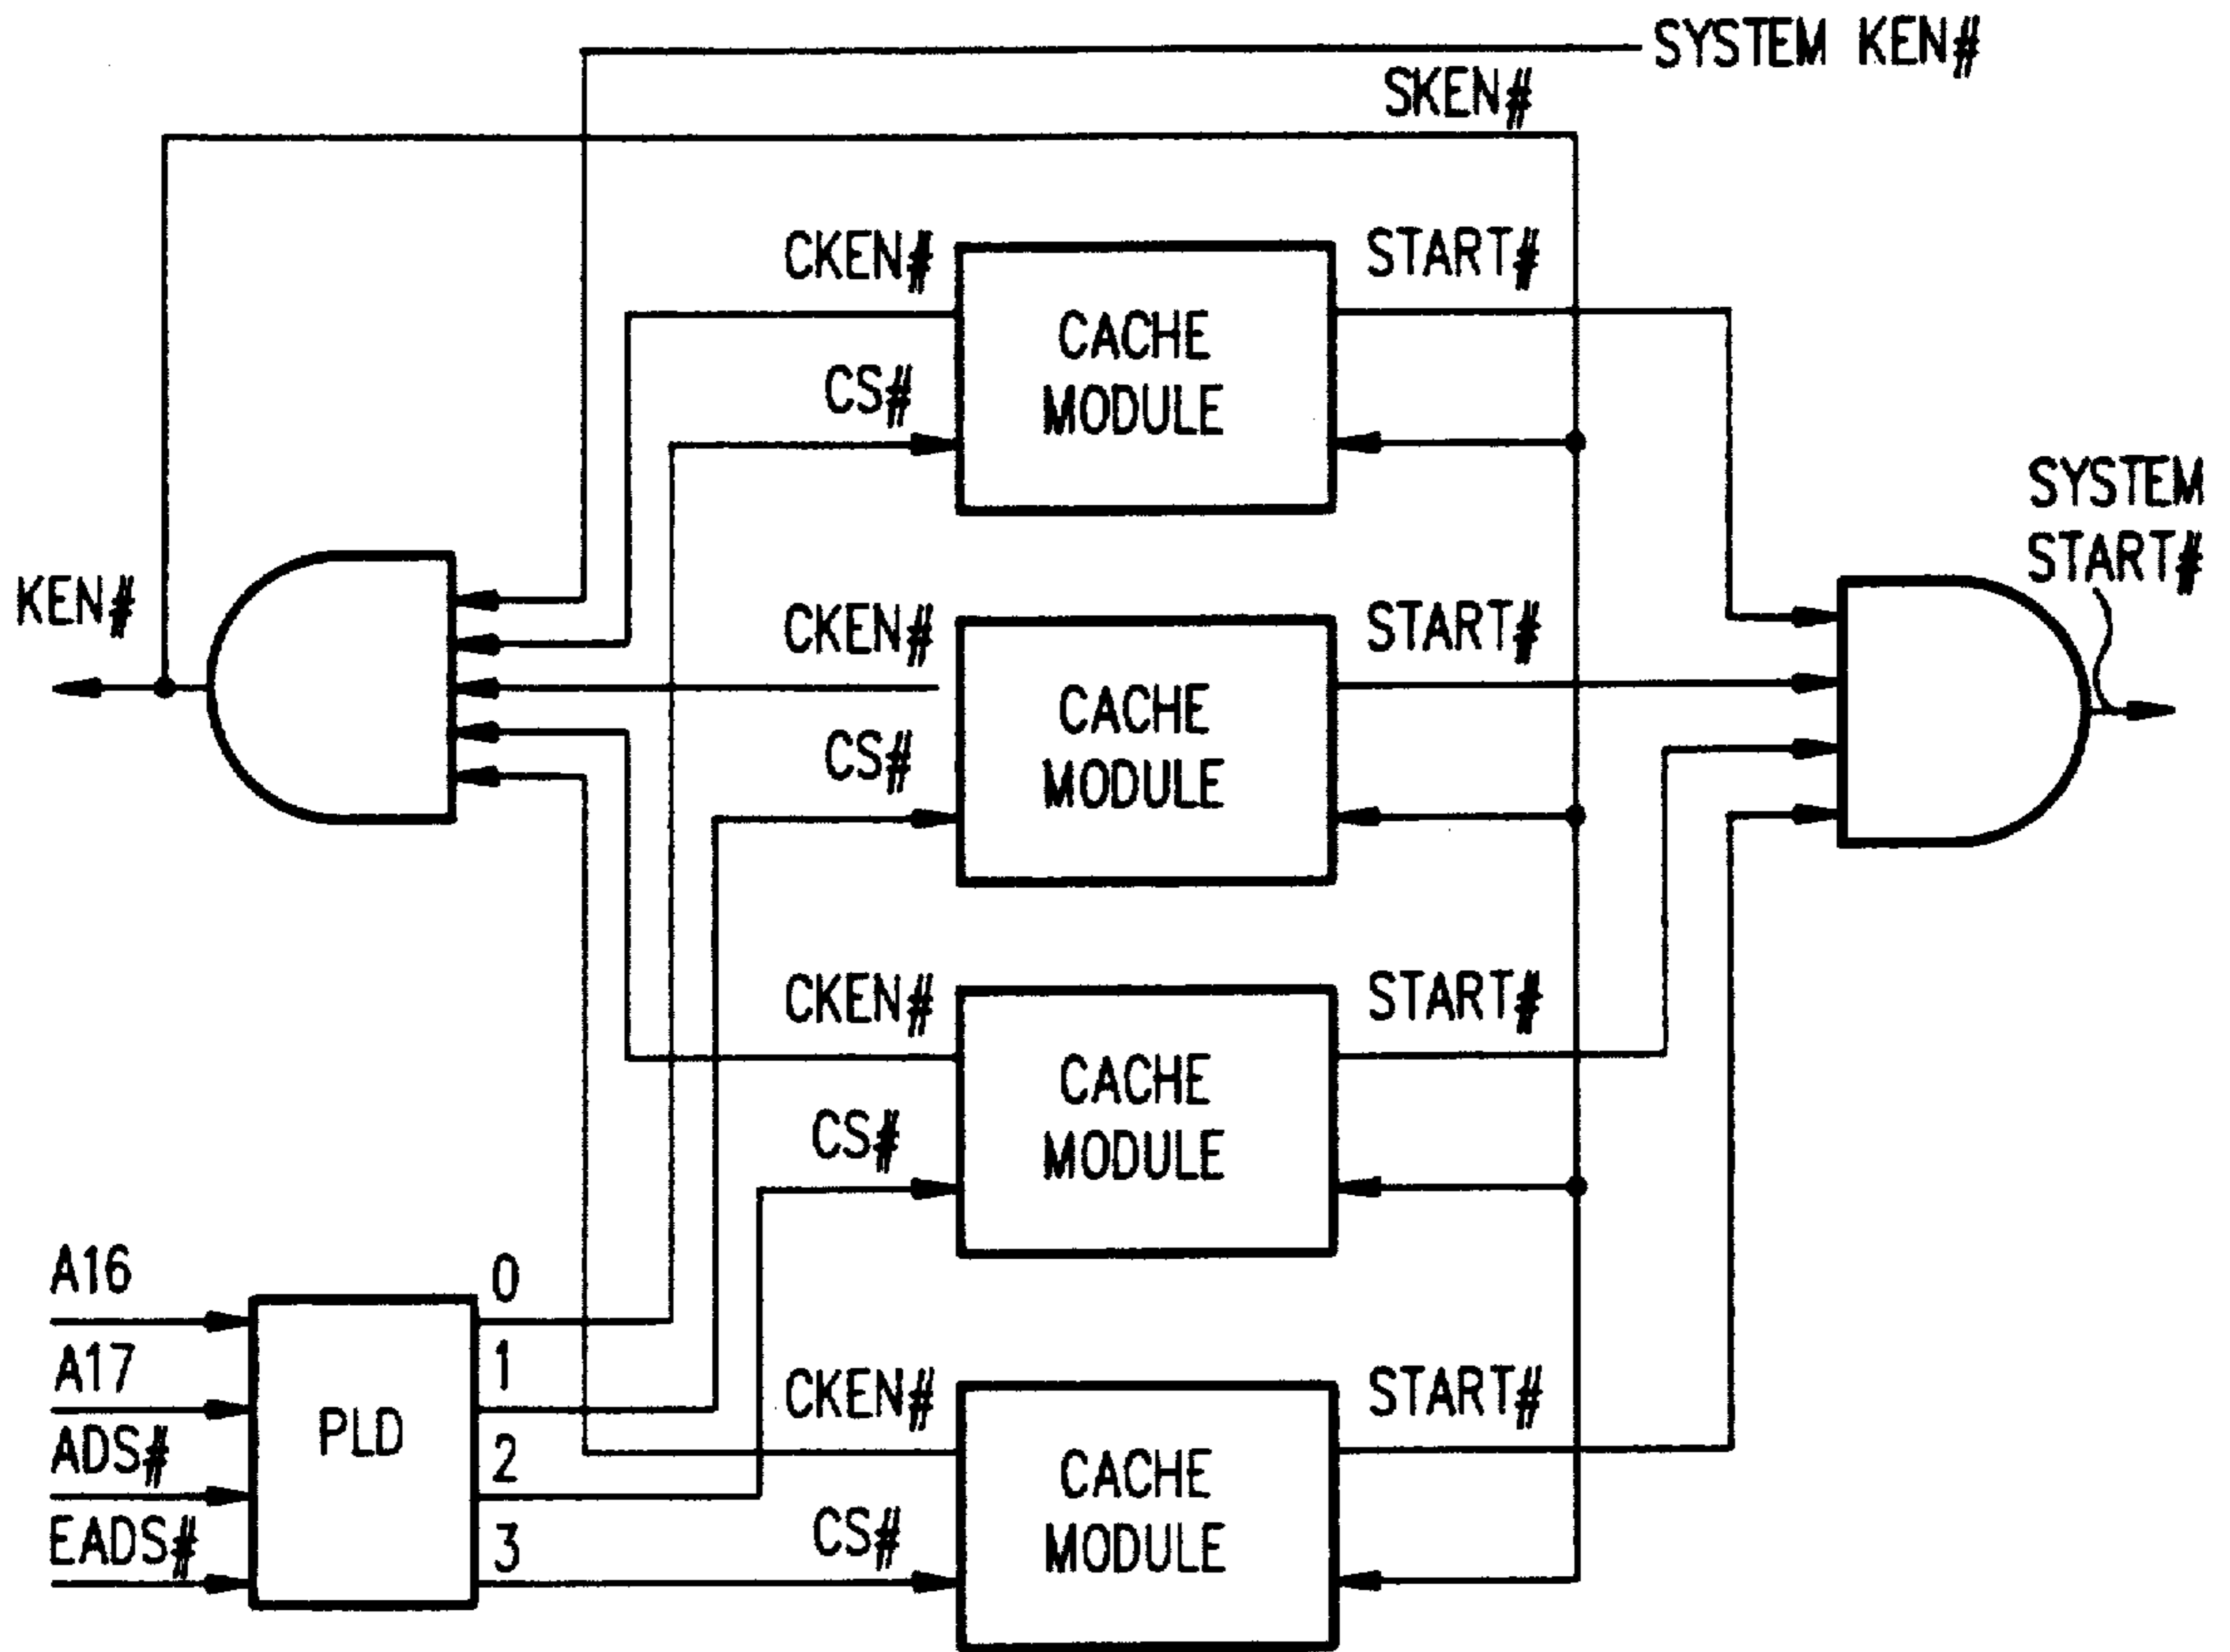 SYSTEM KEN#
SKEN#
CKEN#
START#
CACHE
MODULE
CS#
SYSTEM
START#
KEN#
CKEN#
START#
CACHE
MODULE
CS#
CKEN#
START#
CACHE
MODULE
CS#
A16
0
A17
1
PLD
ADS#
2
EADS#
3
CKEN#
START#
CACHE
MODULE
CS#